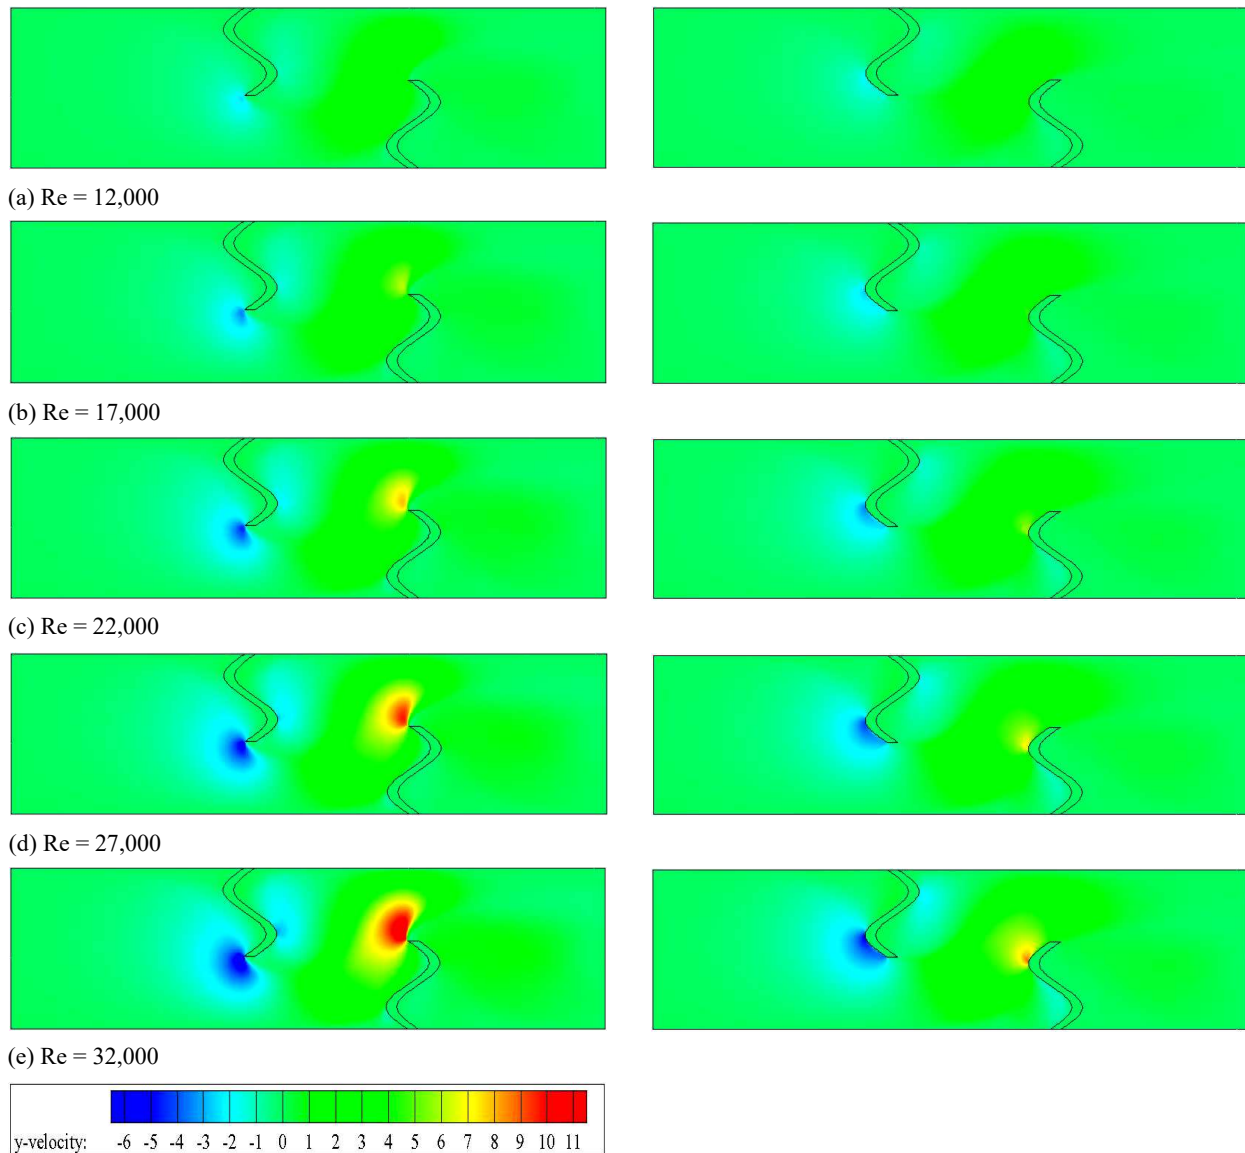 (a) Re = 12,000
(b) Re = 17,000
(c) Re = 22,000
(d) Re = 27,000
(e) Re = 32,000
y-velocity: -6 -5 -4 -3 -2 -1 0 1 2 3 4 5 6 7 8 9 10 11